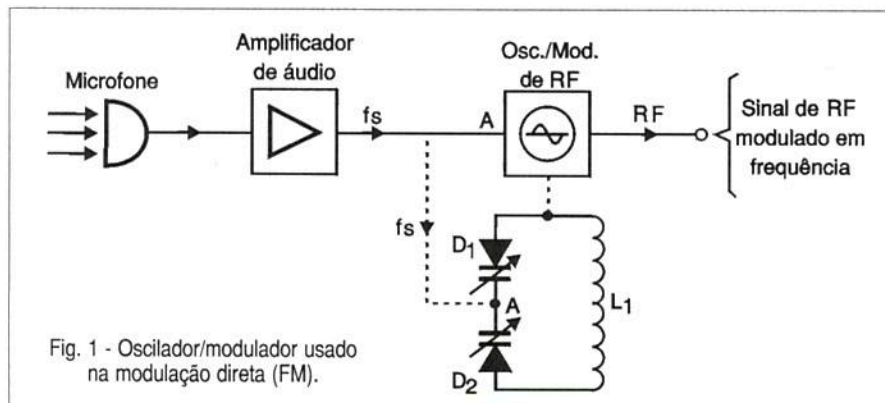 Microfone
Amplificador
de áudio
Osc./Mod.
de RF
fs
A
RF
Sinal de RF
modulado em
frequência
fs
D1
A
L1
D2
Fig. 1 - Oscilador/modulador usado
na modulação direta (FM).